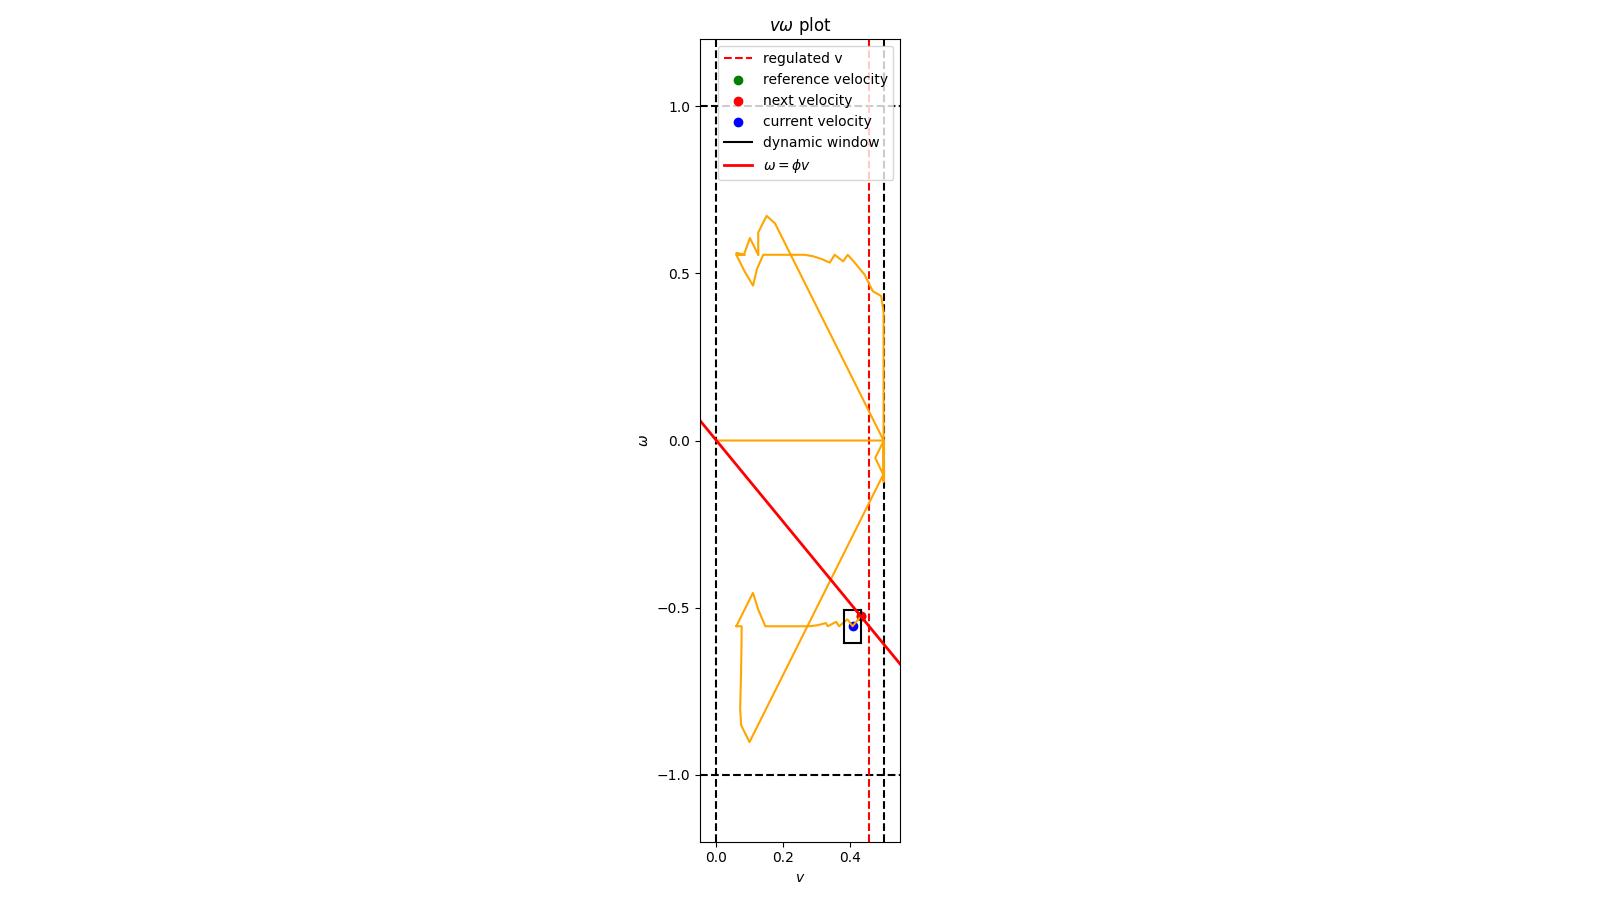 vω plot
regulated v
reference velocity
next velocity
current velocity
dynamic window
ω = ϕv
1.0
0.5
0.0
−0.5
−1.0
ω
0.0 0.2 0.4
v